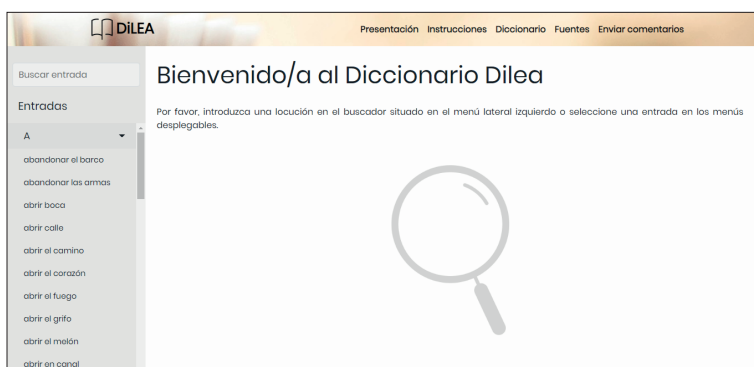 DiLEA
Presentación Instrucciones Diccionario Fuentes Enviar comentarios
Buscar entrada
Entradas
A
abandonar el barco
abandonar las armas
abrir boca
abrir calle
abrir el camino
abrir el corazón
abrir el fuego
abrir el grifo
abrir el melón
abrir en canal
Bienvenido/a al Diccionario Dilea
Por favor, introduzca una locución en el buscador situado en el menú lateral izquierdo o seleccione una entrada en los menús
desplegables.